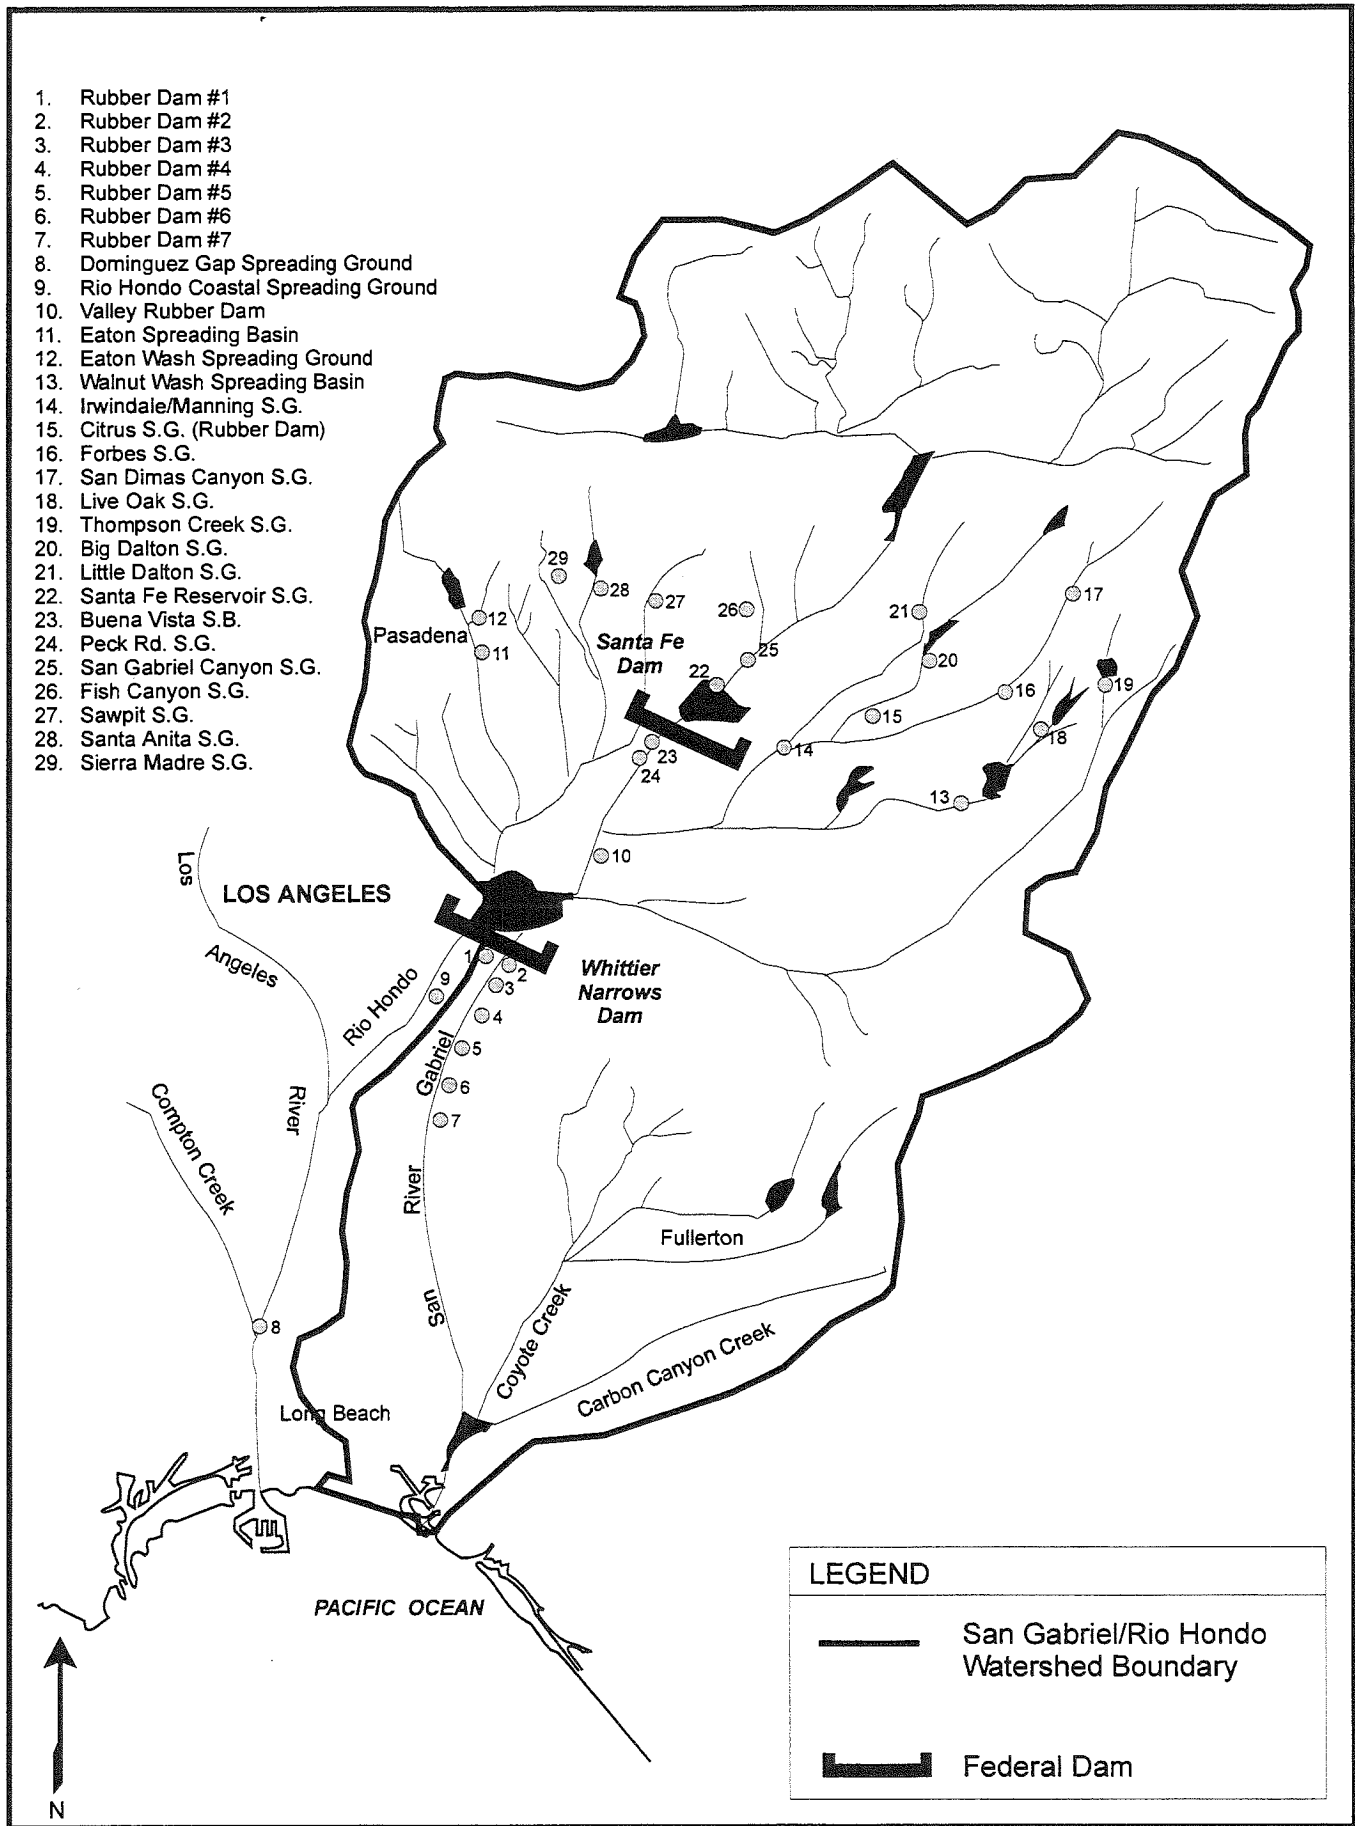 1. Rubber Dam #1
2. Rubber Dam #2
3. Rubber Dam #3
4. Rubber Dam #4
5. Rubber Dam #5
6. Rubber Dam #6
7. Rubber Dam #7
8. Dominguez Gap Spreading Ground
9. Rio Hondo Coastal Spreading Ground
10. Valley Rubber Dam
11. Eaton Spreading Basin
12. Eaton Wash Spreading Ground
13. Walnut Wash Spreading Basin
14. Irwindale/Manning S.G.
15. Citrus S.G. (Rubber Dam)
16. Forbes S.G.
17. San Dimas Canyon S.G.
18. Live Oak S.G.
19. Thompson Creek S.G.
20. Big Dalton S.G.
21. Little Dalton S.G.
22. Santa Fe Reservoir S.G.
23. Buena Vista S.B.
24. Peck Rd. S.G.
25. San Gabriel Canyon S.G.
26. Fish Canyon S.G.
27. Sawpit S.G.
28. Santa Anita S.G.
29. Sierra Madre S.G.
29
28
27
26
21
17
12
Pasadena
11
Santa Fe
Dam
25
22
20
19
16
15
18
14
23
24
13
10
Los
LOS ANGELES
Angeles
River
Rio Hondo
9
1
2
3
4
5
6
7
Whittier
Narrows
Dam
Gabriel
River
San
Compton Creek
8
Fullerton
Coyote Creek
Carbon Canyon Creek
Long Beach
PACIFIC OCEAN
N
LEGEND
San Gabriel/Rio Hondo
Watershed Boundary
Federal Dam